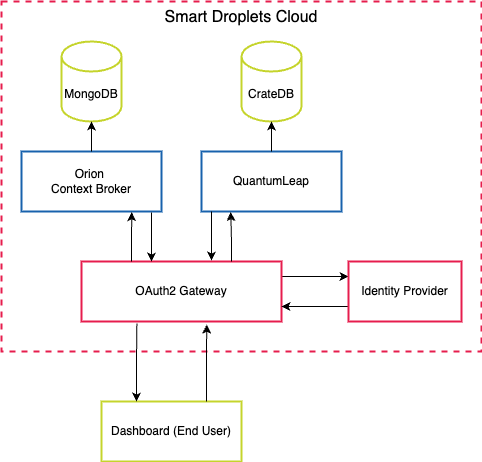 Smart Droplets Cloud
MongoDB
CrateDB
Orion
Context Broker
QuantumLeap
OAuth2 Gateway
Identity Provider
Dashboard (End User)